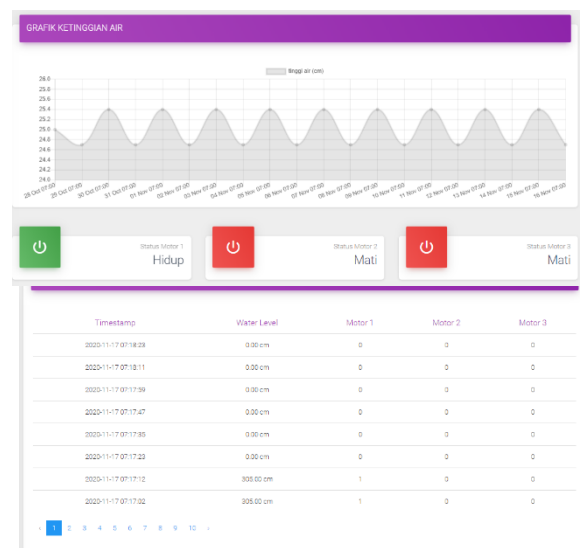 GRAFIK KETINGGIAN AIR
tinggi air (cm)
26.0
25.8
25.6
25.4
25.2
25.0
24.8
24.6
24.4
24.2
24.0
28 Oct 07:00 29 Oct 07:00 30 Oct 07:00 31 Oct 07:00 01 Nov 07:00 02 Nov 07:00 03 Nov 07:00 04 Nov 07:00 05 Nov 07:00 06 Nov 07:00 07 Nov 07:00 08 Nov 07:00 09 Nov 07:00 10 Nov 07:00 11 Nov 07:00 12 Nov 07:00 13 Nov 07:00 14 Nov 07:00 15 Nov 07:00 16 Nov 07:00
Status Motor 1
Hidup
Status Motor 2
Mati
Status Motor 3
Mati
Timestamp Water Level Motor 1 Motor 2 Motor 3
2020-11-17 07:18:23 0.00 cm 0 0 0
2020-11-17 07:18:11 0.00 cm 0 0 0
2020-11-17 07:17:59 0.00 cm 0 0 0
2020-11-17 07:17:47 0.00 cm 0 0 0
2020-11-17 07:17:35 0.00 cm 0 0 0
2020-11-17 07:17:23 0.00 cm 0 0 0
2020-11-17 07:17:12 305.00 cm 1 0 0
2020-11-17 07:17:02 305.00 cm 1 0 0
‹ 1 2 3 4 5 6 7 8 9 10 ›